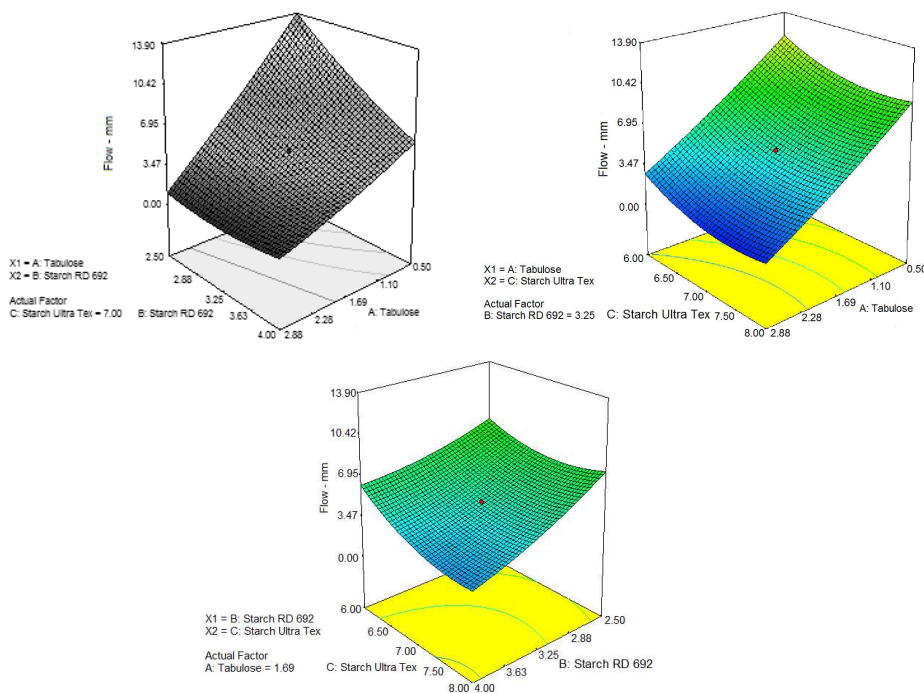 13.90
10.42
6.95
3.47
0.00
Flow - mm
2.50
2.88
3.25
3.63
4.00
2.88
2.28
1.69
1.10
0.50
X1 = A: Tabulose
X2 = B: Starch RD 692
Actual Factor
C: Starch Ultra Tex = 7.00
B: Starch RD 692
A: Tabulose
13.90
10.42
6.95
3.47
0.00
Flow - mm
6.00
6.50
7.00
7.50
8.00
2.88
2.28
1.69
1.10
0.50
X1 = A: Tabulose
X2 = C: Starch Ultra Tex
Actual Factor
B: Starch RD 692 = 3.25
C: Starch Ultra Tex
A: Tabulose
13.90
10.42
6.95
3.47
0.00
Flow - mm
6.00
6.50
7.00
7.50
8.00
4.00
3.63
3.25
2.88
2.50
X1 = B: Starch RD 692
X2 = C: Starch Ultra Tex
Actual Factor
A: Tabulose = 1.69
C: Starch Ultra Tex
B: Starch RD 692